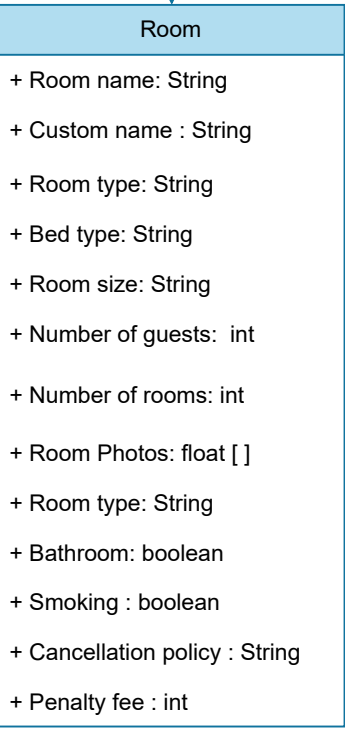 Room
+ Room name: String
+ Custom name : String
+ Room type: String
+ Bed type: String
+ Room size: String
+ Number of guests:  int
+ Number of rooms: int
+ Room Photos: float [ ]
+ Room type: String
+ Bathroom: boolean
+ Smoking : boolean
+ Cancellation policy : String
+ Penalty fee : int